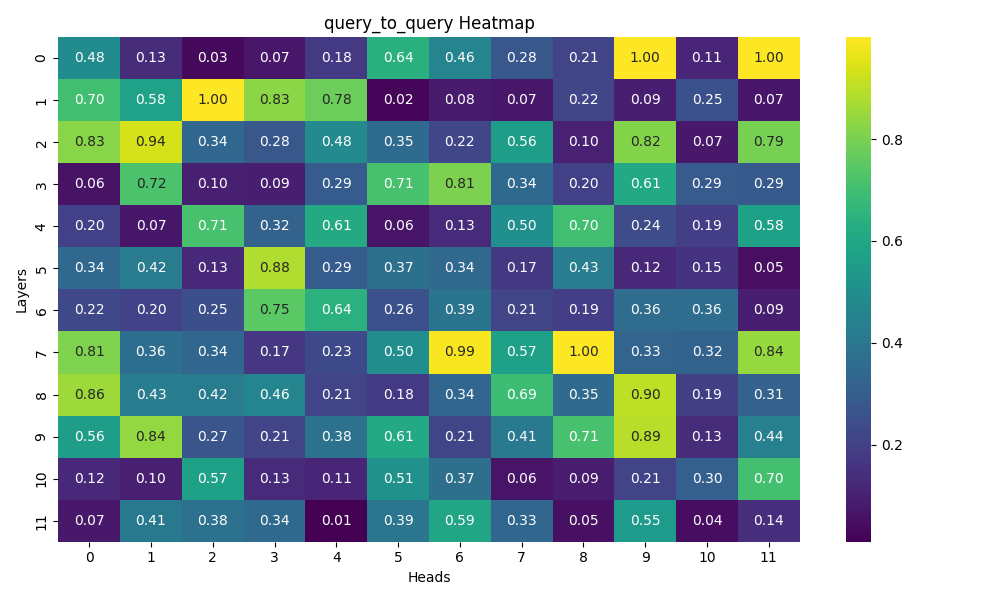 query_to_query Heatmap
0 0.48 0.13 0.03 0.07 0.18 0.64 0.46 0.28 0.21 1.00 0.11 1.00
1 0.70 0.58 1.00 0.83 0.78 0.02 0.08 0.07 0.22 0.09 0.25 0.07
2 0.83 0.94 0.34 0.28 0.48 0.35 0.22 0.56 0.10 0.82 0.07 0.79
3 0.06 0.72 0.10 0.09 0.29 0.71 0.81 0.34 0.20 0.61 0.29 0.29
4 0.20 0.07 0.71 0.32 0.61 0.06 0.13 0.50 0.70 0.24 0.19 0.58
5 0.34 0.42 0.13 0.88 0.29 0.37 0.34 0.17 0.43 0.12 0.15 0.05
6 0.22 0.20 0.25 0.75 0.64 0.26 0.39 0.21 0.19 0.36 0.36 0.09
7 0.81 0.36 0.34 0.17 0.23 0.50 0.99 0.57 1.00 0.33 0.32 0.84
8 0.86 0.43 0.42 0.46 0.21 0.18 0.34 0.69 0.35 0.90 0.19 0.31
9 0.56 0.84 0.27 0.21 0.38 0.61 0.21 0.41 0.71 0.89 0.13 0.44
10 0.12 0.10 0.57 0.13 0.11 0.51 0.37 0.06 0.09 0.21 0.30 0.70
11 0.07 0.41 0.38 0.34 0.01 0.39 0.59 0.33 0.05 0.55 0.04 0.14
0 1 2 3 4 5 6 7 8 9 10 11
Heads
Layers
0.8
0.6
0.4
0.2